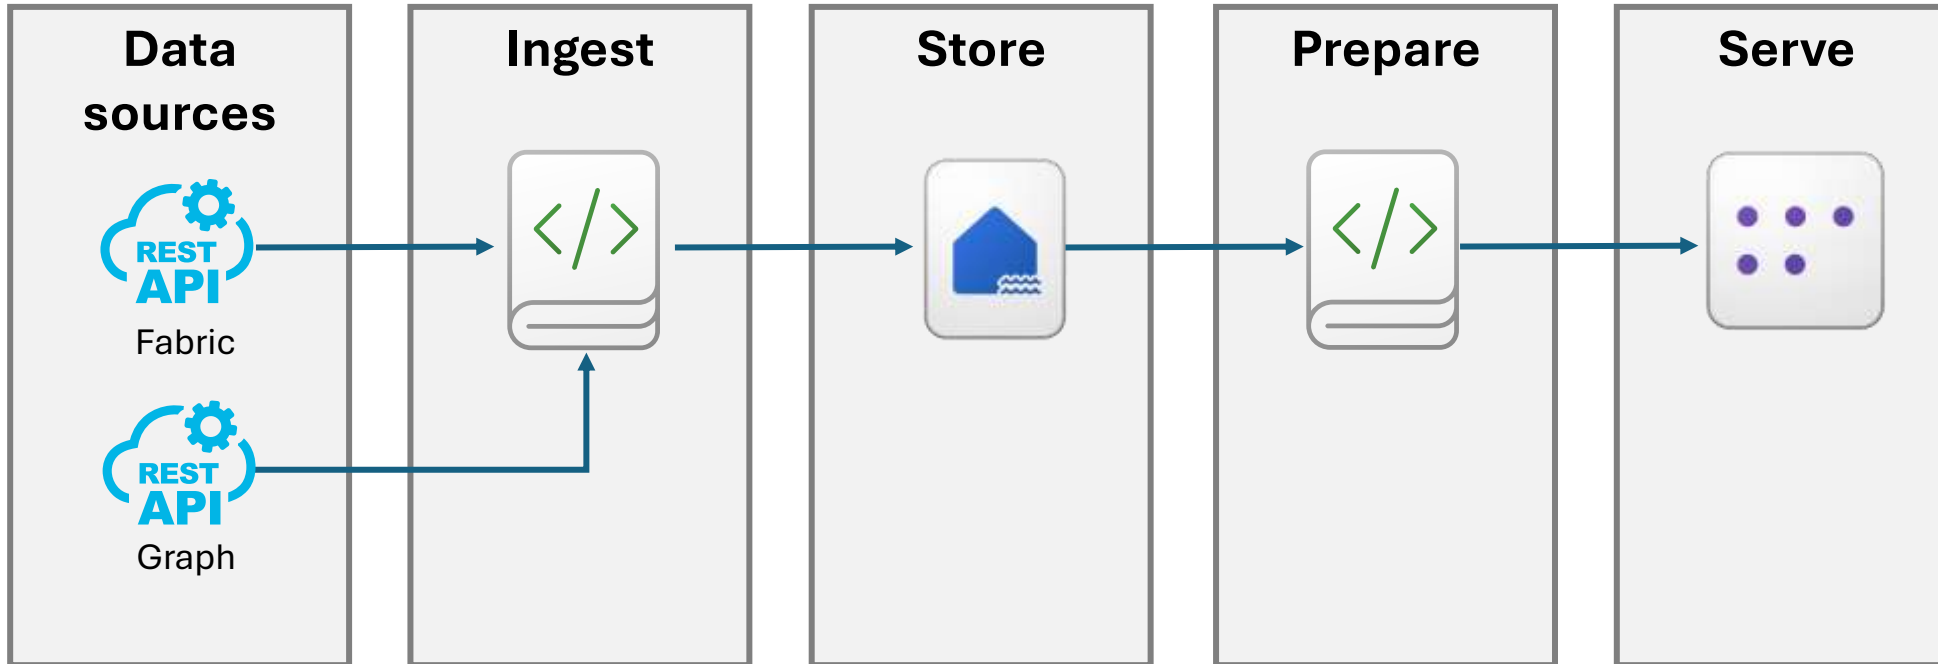 Data
sources
Ingest
Store
Prepare
Serve
REST
API
Fabric
</>
</>
REST
API
Graph